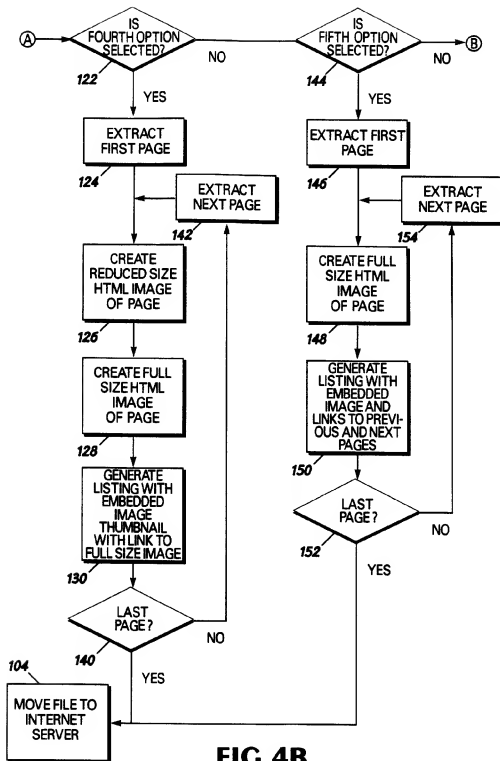 A
IS
FOURTH OPTION
SELECTED?
122
NO
YES
EXTRACT
FIRST PAGE
124
EXTRACT
NEXT PAGE
142
CREATE
REDUCED SIZE
HTML IMAGE
OF PAGE
126
CREATE FULL
SIZE HTML
IMAGE
OF PAGE
128
GENERATE
LISTING WITH
EMBEDDED
IMAGE
THUMBNAIL
WITH LINK TO
FULL SIZE IMAGE
130
LAST
PAGE?
140
NO
YES
104
MOVE FILE TO
INTERNET
SERVER
IS
FIFTH OPTION
SELECTED?
144
NO
B
YES
EXTRACT FIRST
PAGE
146
EXTRACT
NEXT PAGE
154
CREATE FULL
SIZE HTML
IMAGE
OF PAGE
148
GENERATE
LISTING WITH
EMBEDDED
IMAGE AND
LINKS TO PREVI-
OUS AND NEXT
PAGES
150
LAST
PAGE?
152
NO
YES
FIG. 4B